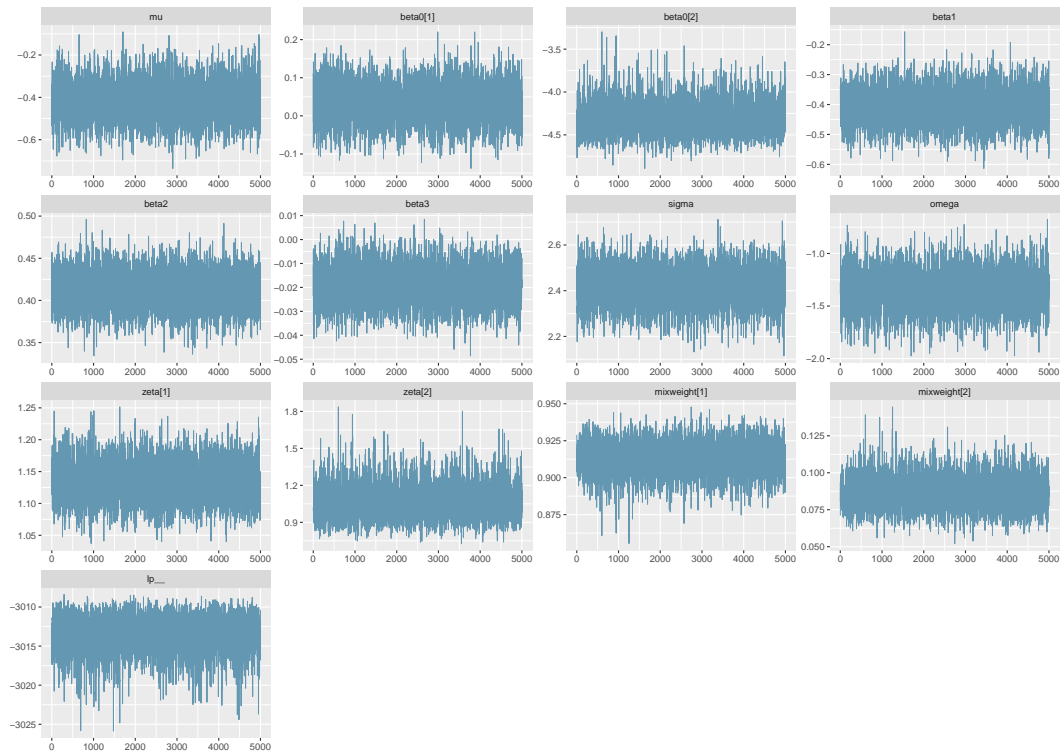 mu
beta0[1]
beta0[2]
beta1
−0.2
−0.4
−0.6
0 1000 2000 3000 4000 5000
0.2
0.1
0.0
−0.1
0 1000 2000 3000 4000 5000
−3.5
−4.0
−4.5
0 1000 2000 3000 4000 5000
−0.2
−0.3
−0.4
−0.5
−0.6
0 1000 2000 3000 4000 5000
beta2
beta3
sigma
omega
0.50
0.45
0.40
0.35
0 1000 2000 3000 4000 5000
0.01
0.00
−0.01
−0.02
−0.03
−0.04
−0.05
0 1000 2000 3000 4000 5000
2.6
2.4
2.2
0 1000 2000 3000 4000 5000
−1.0
−1.5
−2.0
0 1000 2000 3000 4000 5000
zeta[1]
zeta[2]
mixweight[1]
mixweight[2]
1.25
1.20
1.15
1.10
1.05
0 1000 2000 3000 4000 5000
1.8
1.5
1.2
0.9
0 1000 2000 3000 4000 5000
0.950
0.925
0.900
0.875
0 1000 2000 3000 4000 5000
0.125
0.100
0.075
0.050
0 1000 2000 3000 4000 5000
lp__
−3010
−3015
−3020
−3025
0 1000 2000 3000 4000 5000